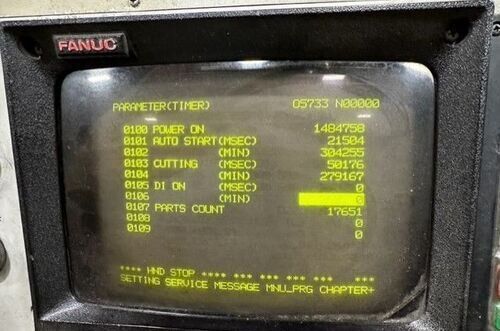 FANUC
PARAMETER(TIMER) O5733 N00000
0100 POWER ON 1484758
0101 AUTO START(MSEC) 21504
0102 (MIN) 304255
0103 CUTTING (MSEC) 50176
0104 (MIN) 279167
0105 DI ON (MSEC) 0
0106 (MIN) 0
0107 PARTS COUNT 17651
0108 0
0109 0
**** HND STOP **** *** *** *** *** ***
SETTING SERVICE MESSAGE MNU_PRG CHAPTER+